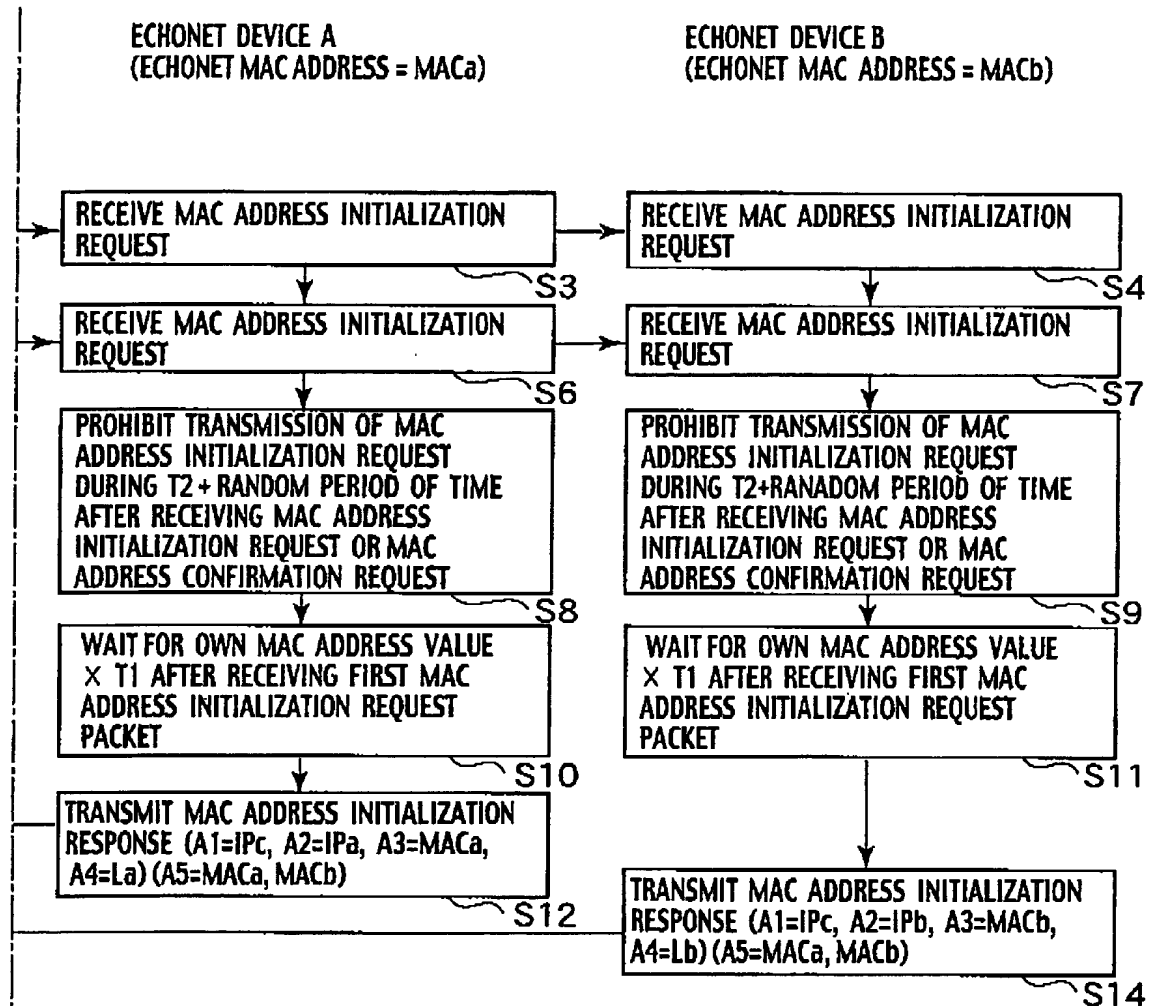 ECHONET DEVICE A
(ECHONET MAC ADDRESS = MACa)
ECHONET DEVICE B
(ECHONET MAC ADDRESS = MACb)
RECEIVE MAC ADDRESS INITIALIZATION
REQUEST
S3
RECEIVE MAC ADDRESS INITIALIZATION
REQUEST
S4
RECEIVE MAC ADDRESS INITIALIZATION
REQUEST
S6
RECEIVE MAC ADDRESS INITIALIZATION
REQUEST
S7
PROHIBIT TRANSMISSION OF MAC
ADDRESS INITIALIZATION REQUEST
DURING T2 + RANDOM PERIOD OF TIME
AFTER RECEIVING MAC ADDRESS
INITIALIZATION REQUEST OR MAC
ADDRESS CONFIRMATION REQUEST
S8
PROHIBIT TRANSMISSION OF MAC
ADDRESS INITIALIZATION REQUEST
DURING T2+RANADOM PERIOD OF TIME
AFTER RECEIVING MAC ADDRESS
INITIALIZATION REQUEST OR MAC
ADDRESS CONFIRMATION REQUEST
S9
WAIT FOR OWN MAC ADDRESS VALUE
× T1 AFTER RECEIVING FIRST MAC
ADDRESS INITIALIZATION REQUEST
PACKET
S10
WAIT FOR OWN MAC ADDRESS VALUE
× T1 AFTER RECEIVING FIRST MAC
ADDRESS INITIALIZATION REQUEST
PACKET
S11
TRANSMIT MAC ADDRESS INITIALIZATION
RESPONSE (A1=IPc, A2=IPa, A3=MACa,
A4=La) (A5=MACa, MACb)
S12
TRANSMIT MAC ADDRESS INITIALIZATION
RESPONSE (A1=IPc, A2=IPb, A3=MACb,
A4=Lb) (A5=MACa, MACb)
S14